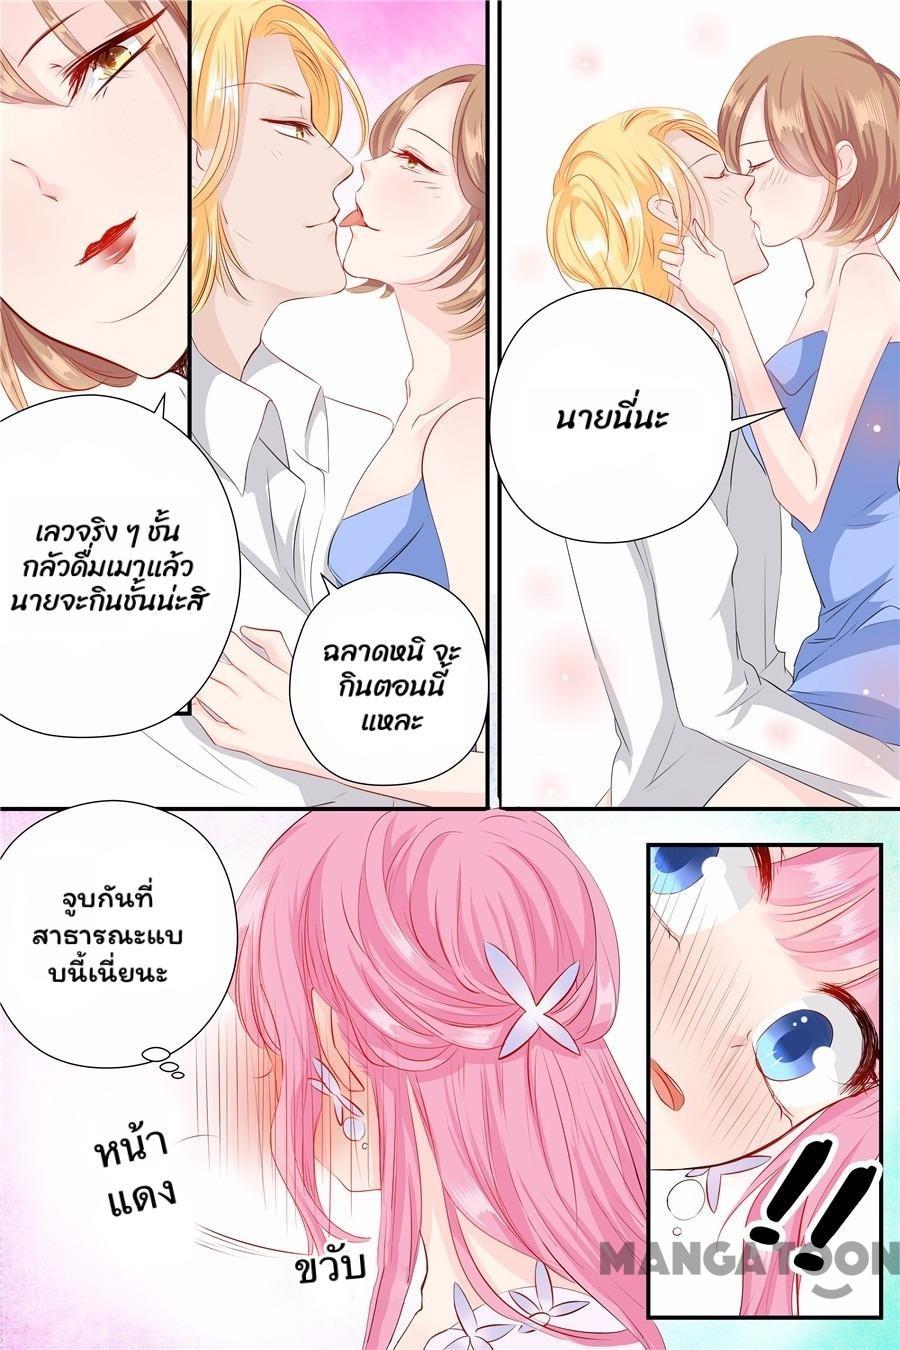 เลวจริง ๆ ชั้น
กลัวดื่มเมาแล้ว
นายจะกินชั้นน่ะสิ
ฉลาดหนิ จะ
กินตอนนี้
แหละ
นายนี่นะ
จูบกันที่
สาธารณะแบ
บนี้เนี่ยนะ
หน้า
แดง
ขวับ
!!
MANGATOON